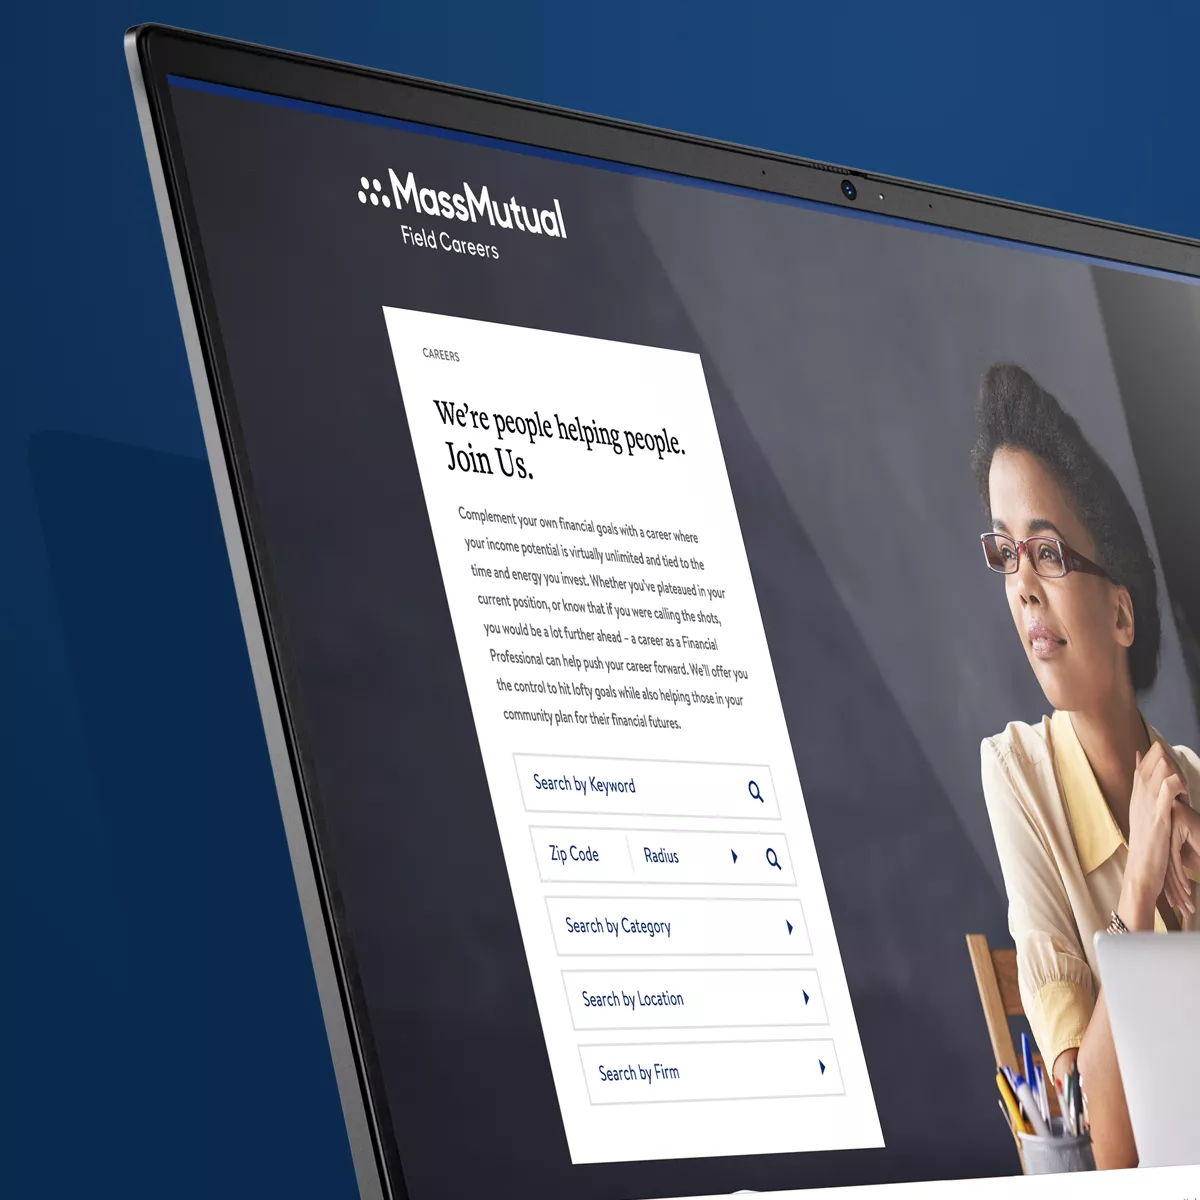 MassMutual
Field Careers
CAREERS
We're people helping people.
Join Us.
Complement your own financial goals with a career where
your income potential is virtually unlimited and tied to the
time and energy you invest. Whether you've plateaued in your
current position, or know that if you were calling the shots,
you would be a lot further ahead – a career as a Financial
Professional can help push your career forward. We'll offer you
the control to hit lofty goals while also helping those in your
community plan for their financial futures.
Search by Keyword
Zip Code Radius
Search by Category
Search by Location
Search by Firm